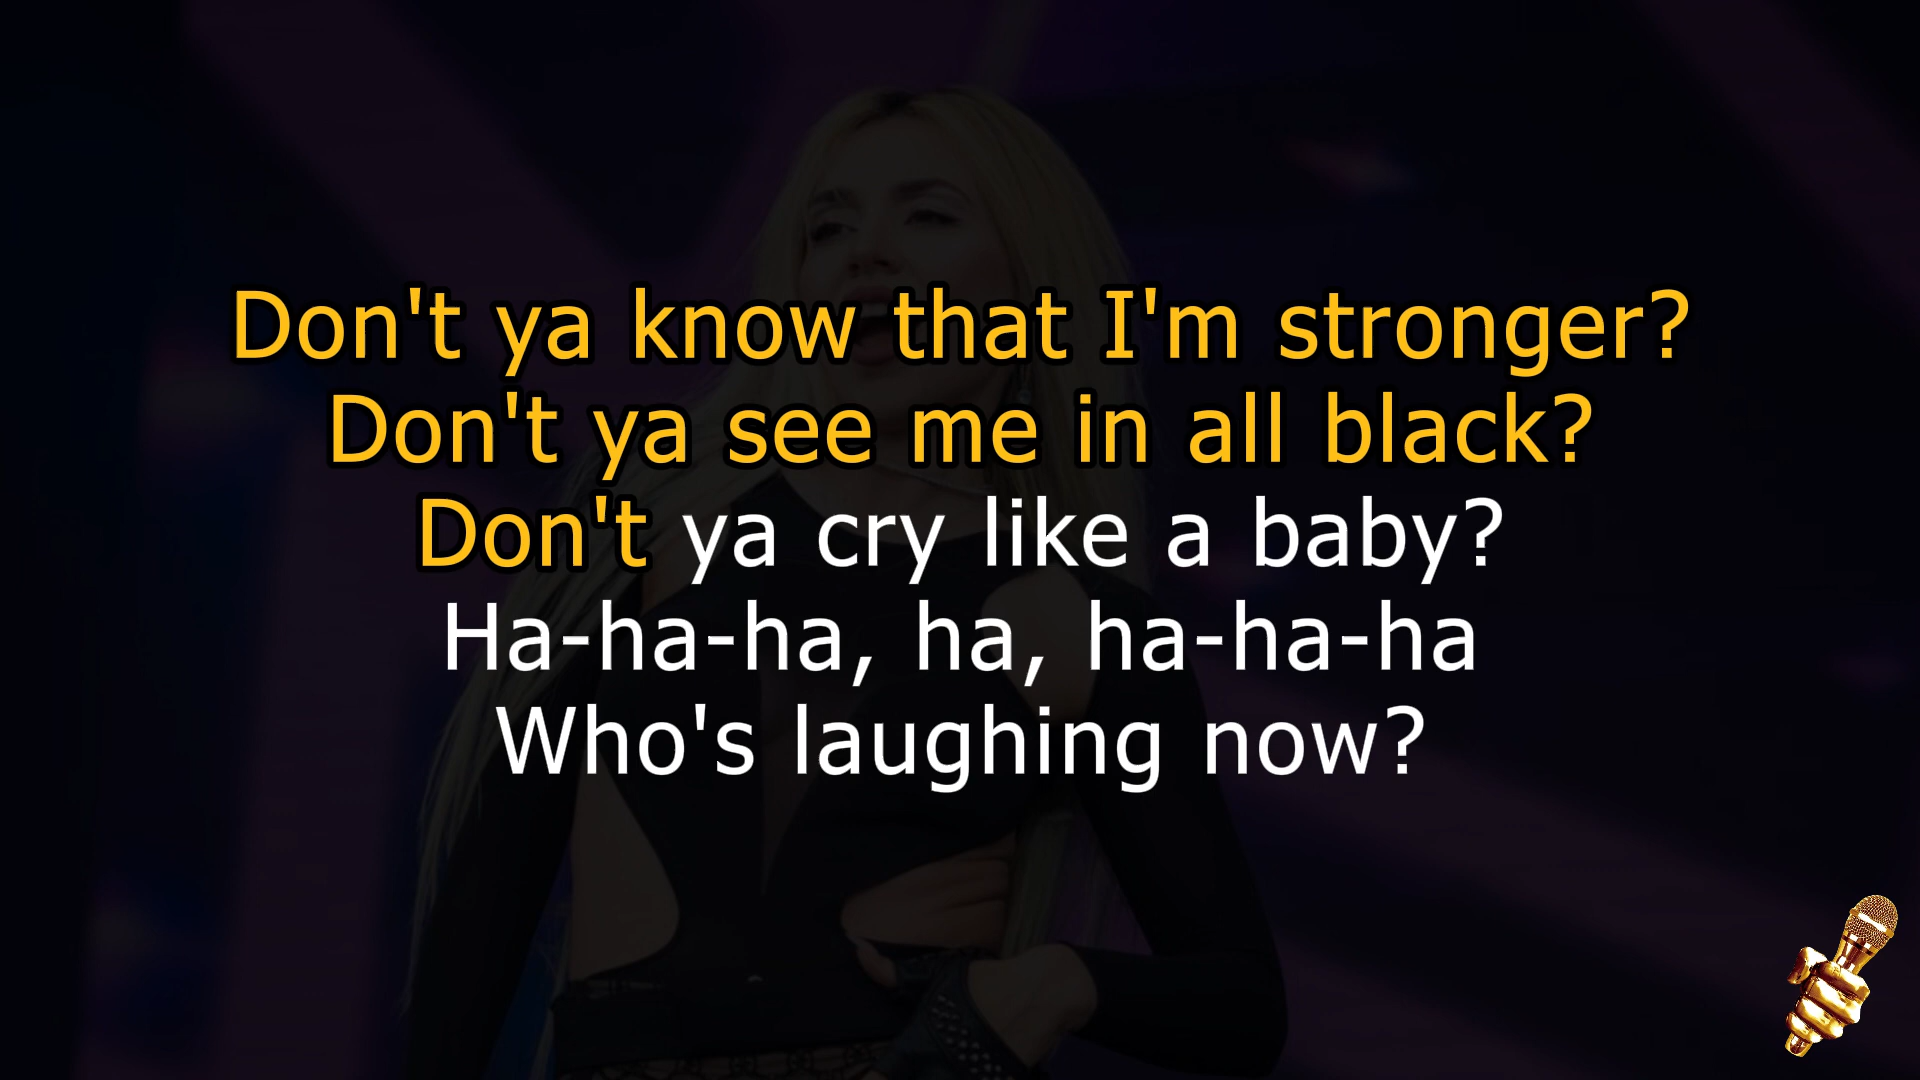 Don't ya know that I'm stronger?
Don't ya see me in all black?
Don't ya cry like a baby?
Ha-ha-ha, ha, ha-ha-ha
Who's laughing now?